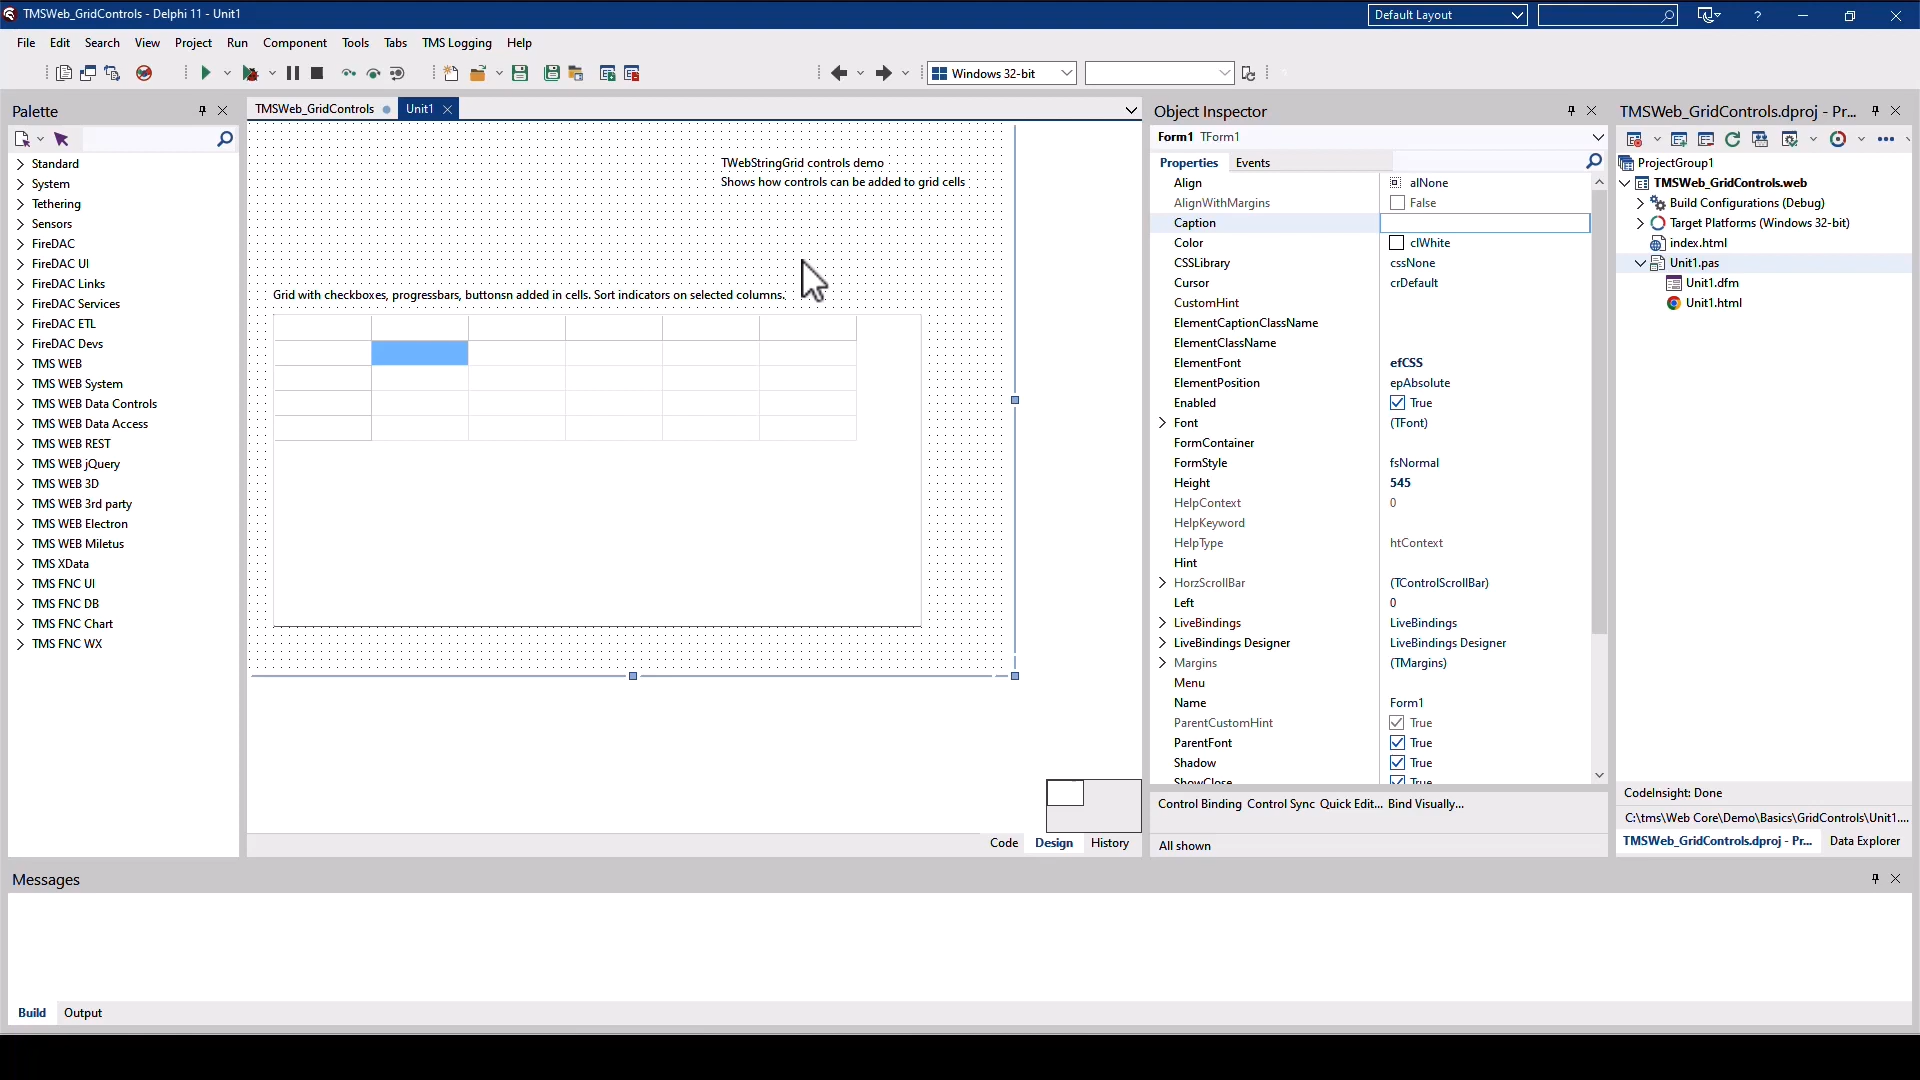 TMSWeb_GridControls - Delphi 11 - Unit1
Default Layout
?
File Edit Search View Project Run Component Tools Tabs TMS Logging Help
Windows 32-bit
Palette
Standard
System
Tethering
Sensors
FireDAC
FireDAC UI
FireDAC Links
FireDAC Services
FireDAC ETL
FireDAC Devs
TMS WEB
TMS WEB System
TMS WEB Data Controls
TMS WEB Data Access
TMS WEB REST
TMS WEB jQuery
TMS WEB 3D
TMS WEB 3rd party
TMS WEB Electron
TMS WEB Miletus
TMS XData
TMS FNC UI
TMS FNC DB
TMS FNC Chart
TMS FNC WX
TMSWeb_GridControls Unit1
TWebStringGrid controls demo
Shows how controls can be added to grid cells
Grid with checkboxes, progressbars, buttonsn added in cells. Sort indicators on selected columns.
Code Design History
Object Inspector
Form1 TForm1
Properties Events
Align alNone
AlignWithMargins False
Caption
Color clWhite
CSSLibrary cssNone
Cursor crDefault
CustomHint
ElementCaptionClassName
ElementClassName
ElementFont efCSS
ElementPosition epAbsolute
Enabled True
Font (TFont)
FormContainer
FormStyle fsNormal
Height 545
HelpContext 0
HelpKeyword
HelpType htContext
Hint
HorzScrollBar (TControlScrollBar)
Left 0
LiveBindings LiveBindings
LiveBindings Designer LiveBindings Designer
Margins (TMargins)
Menu
Name Form1
ParentCustomHint True
ParentFont True
Shadow True
ShowClose True
Control Binding Control Sync Quick Edit... Bind Visually...
All shown
TMSWeb_GridControls.dproj - Pr...
ProjectGroup1
TMSWeb_GridControls.web
Build Configurations (Debug)
Target Platforms (Windows 32-bit)
index.html
Unit1.pas
Unit1.dfm
Unit1.html
CodeInsight: Done
C:\tms\Web Core\Demo\Basics\GridControls\Unit1....
TMSWeb_GridControls.dproj - Pr... Data Explorer
Messages
Build Output